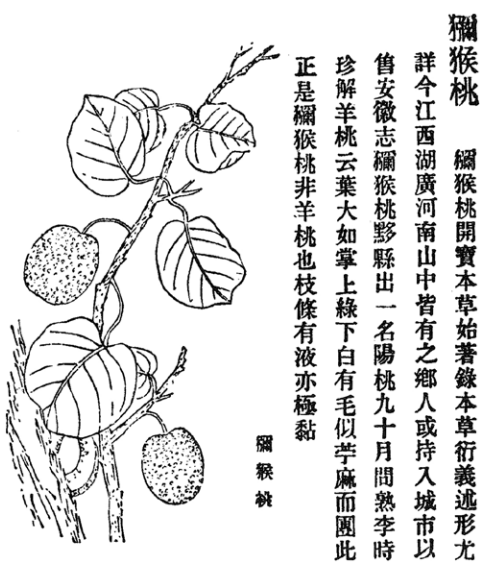 獼猴桃
獼猴桃開寶本草始著錄本草衍義述形尤
詳今江西湖廣河南山中皆有之鄉人或持入城市以
售安徽志獼猴桃黟縣出一名陽桃九十月間熟李時
珍解羊桃云葉大如掌上綠下白有毛似苧麻而團此
正是獼猴桃非羊桃也枝條有液亦極黏
獼猴桃